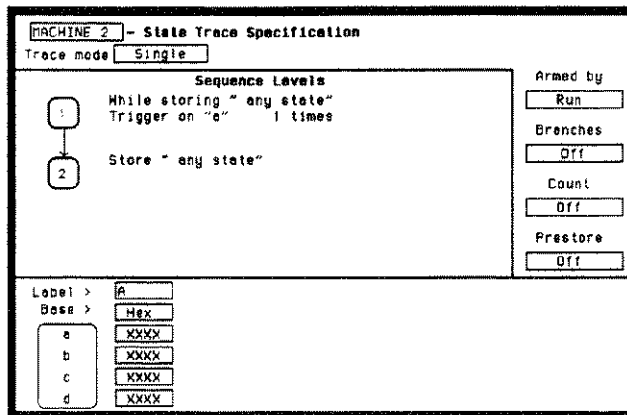 MACHINE 2 - State Trace Specification
Trace mode Single
Sequence Levels
1
While storing " any state"
Trigger on "a" 1 times
2
Store " any state"
Armed by
Run
Branches
Off
Count
Off
Prestore
Off
Label > A
Base > Hex
a XXXX
b XXXX
c XXXX
d XXXX